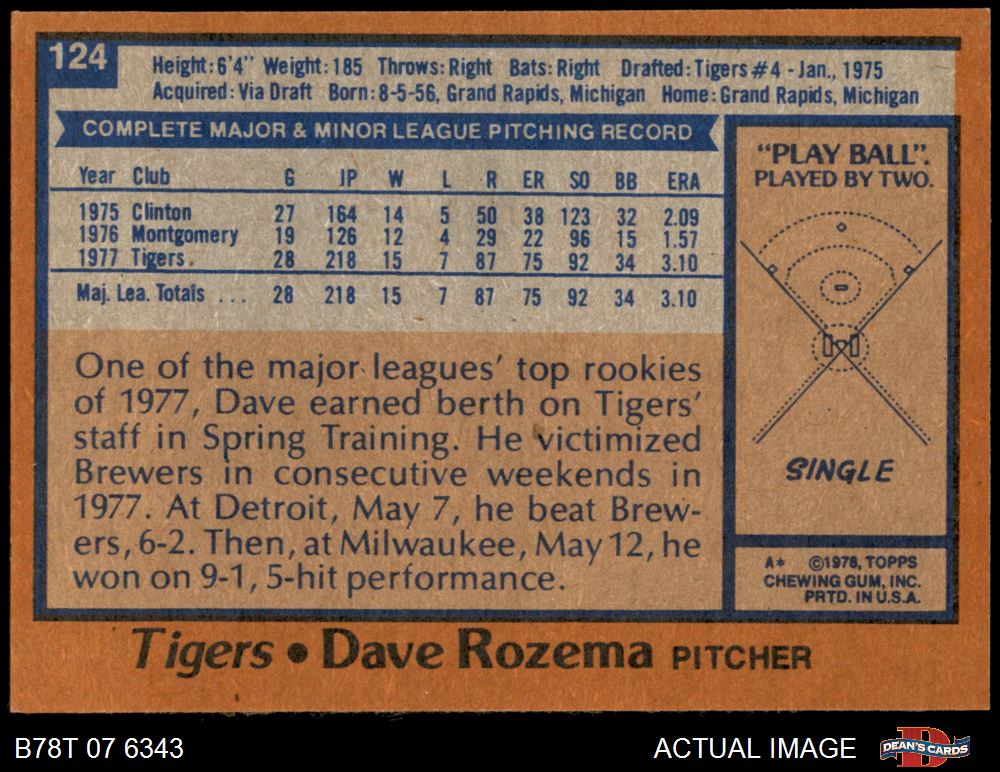 124
Height:6'4" Weight:185 Throws:Right Bats:Right Drafted:Tigers #4 - Jan., 1975
Acquired:Via Draft Born:8-5-56, Grand Rapids, Michigan Home:Grand Rapids, Michigan
COMPLETE MAJOR & MINOR LEAGUE PITCHING RECORD
Year Club G IP W L R ER SO BB ERA
1975 Clinton 27 164 14 5 50 38 123 32 2.09
1976 Montgomery 19 126 12 4 29 22 96 15 1.57
1977 Tigers. 28 218 15 7 87 75 92 34 3.10
Maj. Lea. Totals ... 28 218 15 7 87 75 92 34 3.10
One of the major leagues' top rookies
of 1977, Dave earned berth on Tigers'
staff in Spring Training. He victimized
Brewers in consecutive weekends in
1977. At Detroit, May 7, he beat Brew-
ers, 6-2. Then, at Milwaukee, May 12, he
won on 9-1, 5-hit performance.
"PLAY BALL".
PLAYED BY TWO.
SINGLE
A* ©1978, TOPPS
CHEWING GUM, INC.
PRTD. IN U.S.A.
Tigers • Dave Rozema PITCHER
B78T 07 6343
ACTUAL IMAGE
D
DEAN'S CARDS